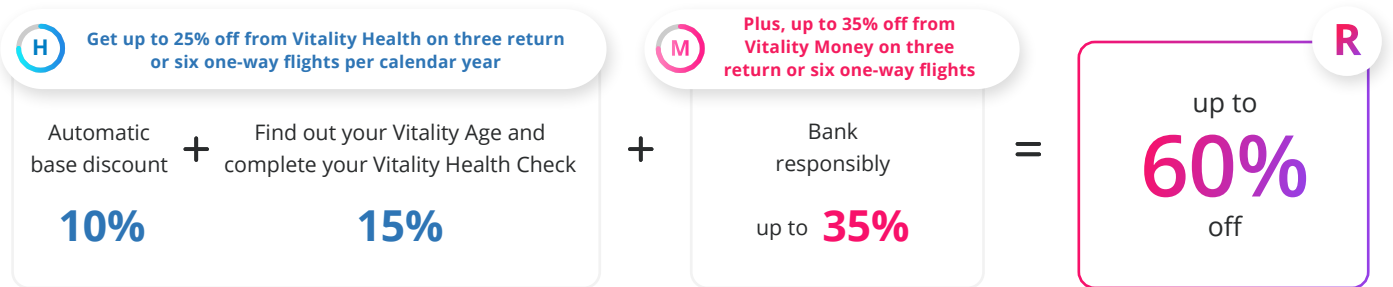 H
Get up to 25% off from Vitality Health on three return
or six one-way flights per calendar year
M
Plus, up to 35% off from
Vitality Money on three
return or six one-way flights
R
Automatic
base discount
10%
+
Find out your Vitality Age and
complete your Vitality Health Check
15%
+
Bank
responsibly
up to 35%
=
up to
60%
off